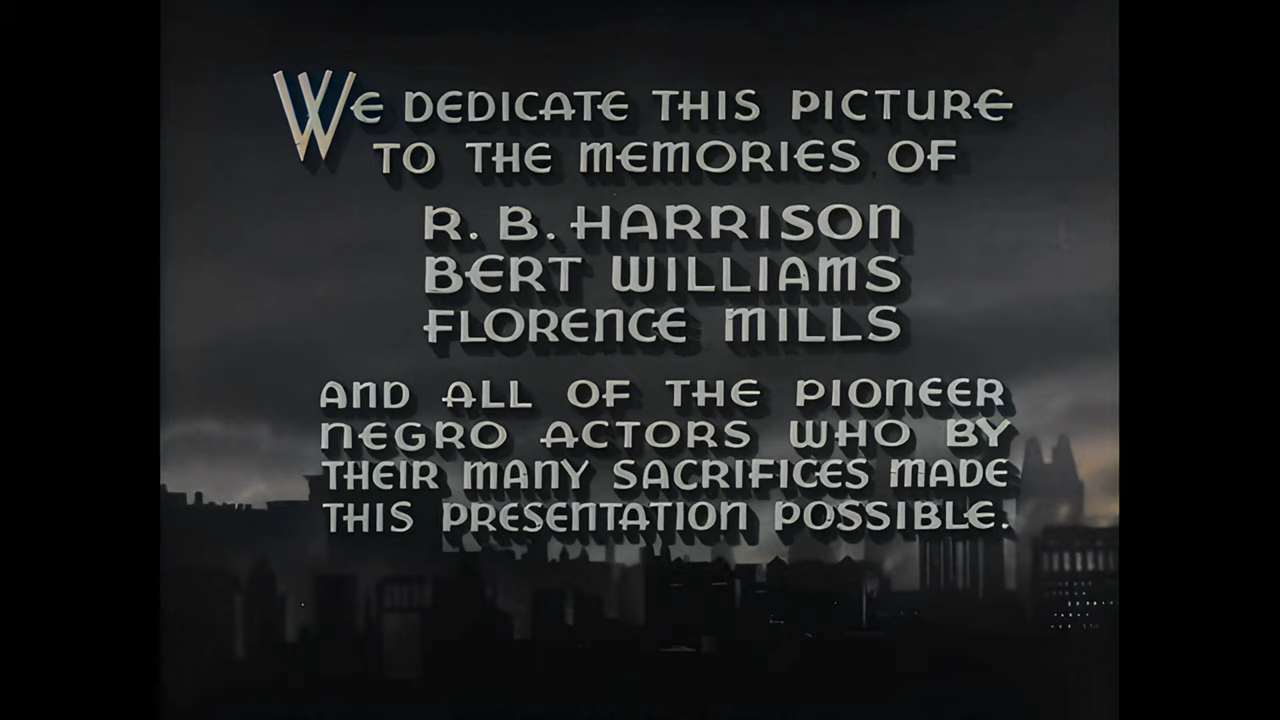 WE DEDICATE THIS PICTURE
TO THE MEMORIES OF
R. B. HARRISON
BERT WILLIAMS
FLORENCE MILLS
AND ALL OF THE PIONEER
NEGRO ACTORS WHO BY
THEIR MANY SACRIFICES MADE
THIS PRESENTATION POSSIBLE.